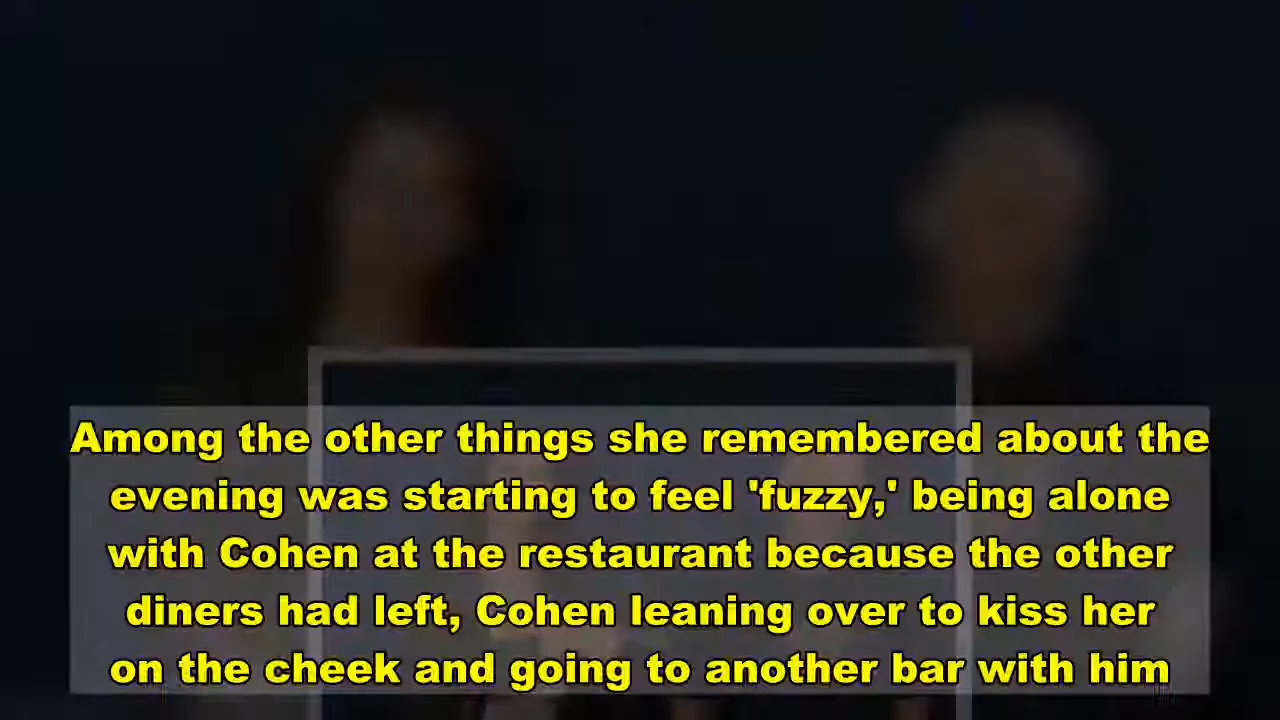 Among the other things she remembered about the
evening was starting to feel 'fuzzy,' being alone
with Cohen at the restaurant because the other
diners had left, Cohen leaning over to kiss her
on the cheek and going to another bar with him